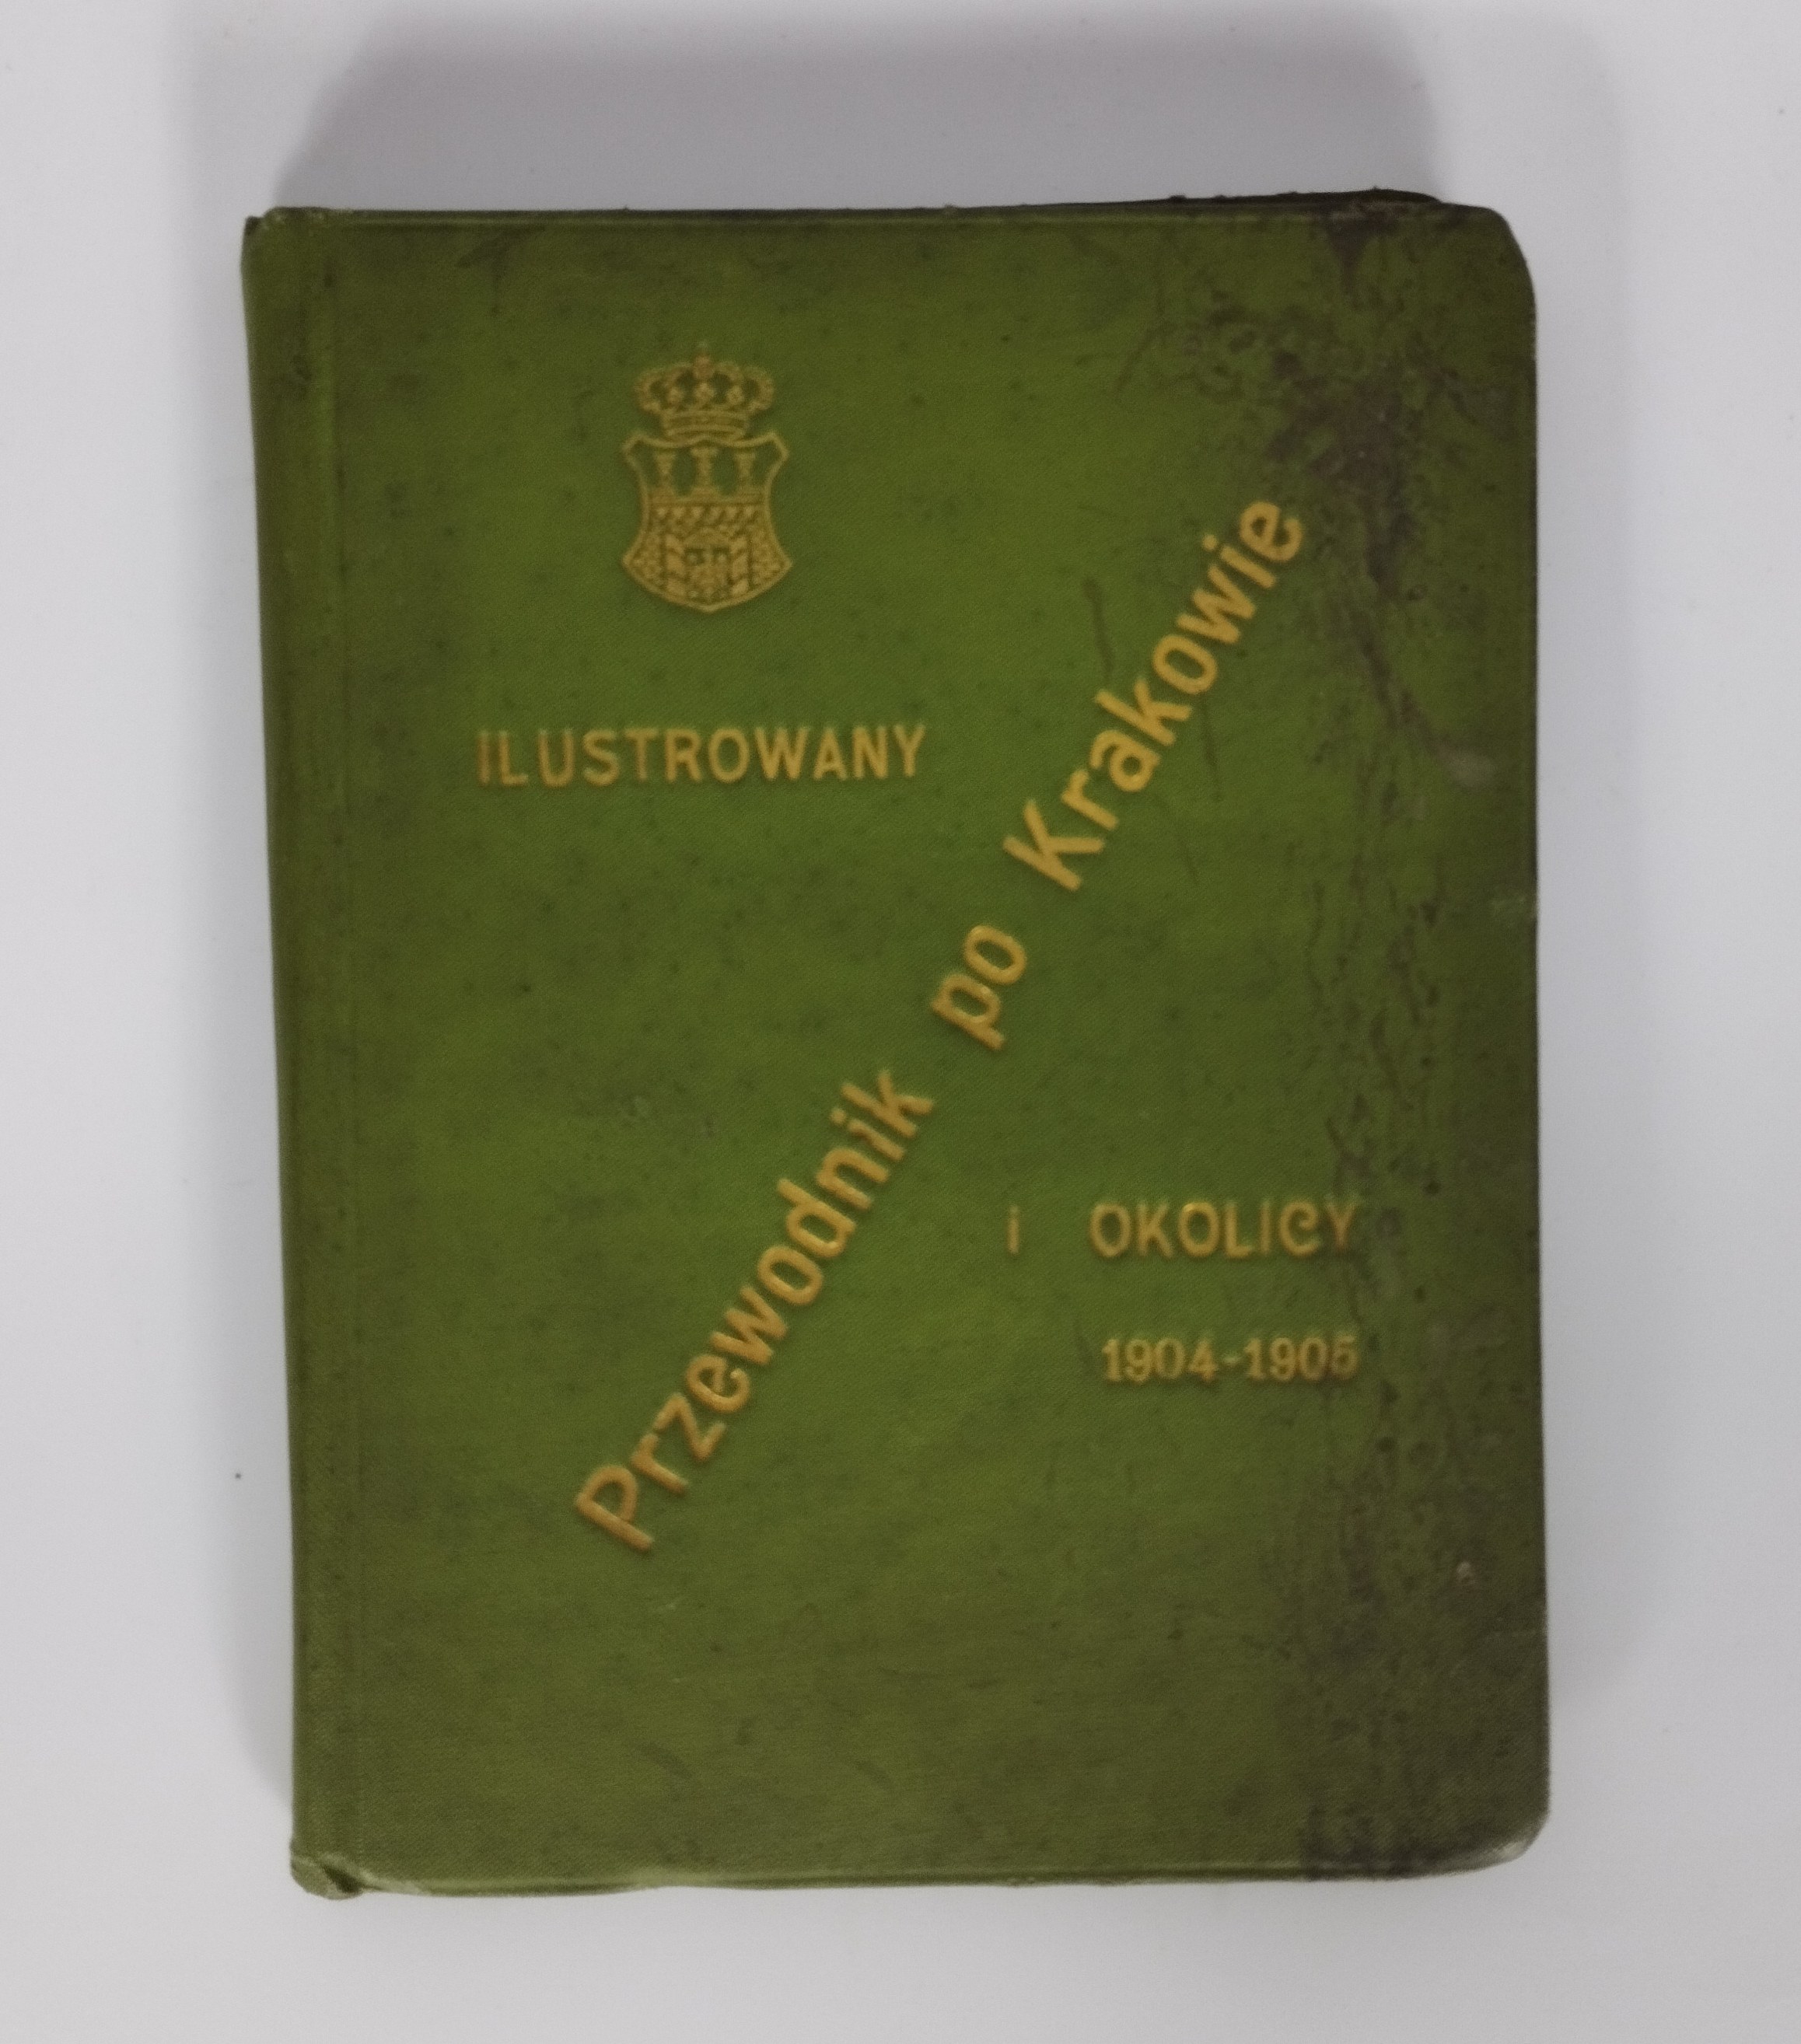 ILUSTROWANY
Przewodnik po Krakowie
i OKOLICY
1904-1905